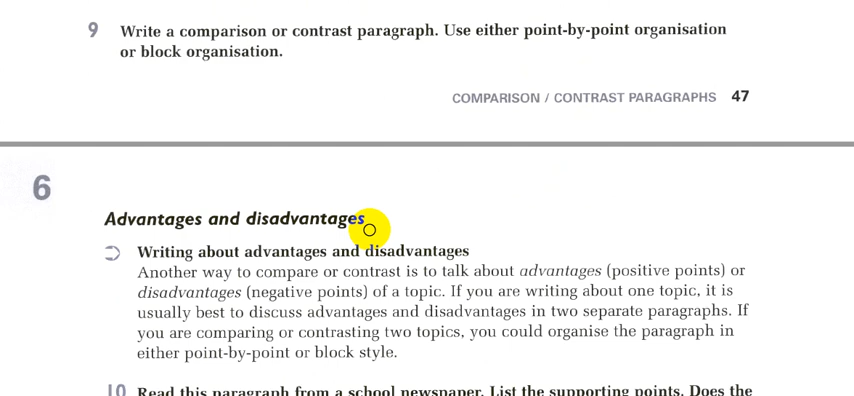 9 Write a comparison or contrast paragraph. Use either point-by-point organisation
or block organisation.
COMPARISON / CONTRAST PARAGRAPHS 47
6
Advantages and disadvantages
Writing about advantages and disadvantages
Another way to compare or contrast is to talk about advantages (positive points) or
disadvantages (negative points) of a topic. If you are writing about one topic, it is
usually best to discuss advantages and disadvantages in two separate paragraphs. If
you are comparing or contrasting two topics, you could organise the paragraph in
either point-by-point or block style.
10 Read this paragraph from a school newspaper. List the supporting points. Does the